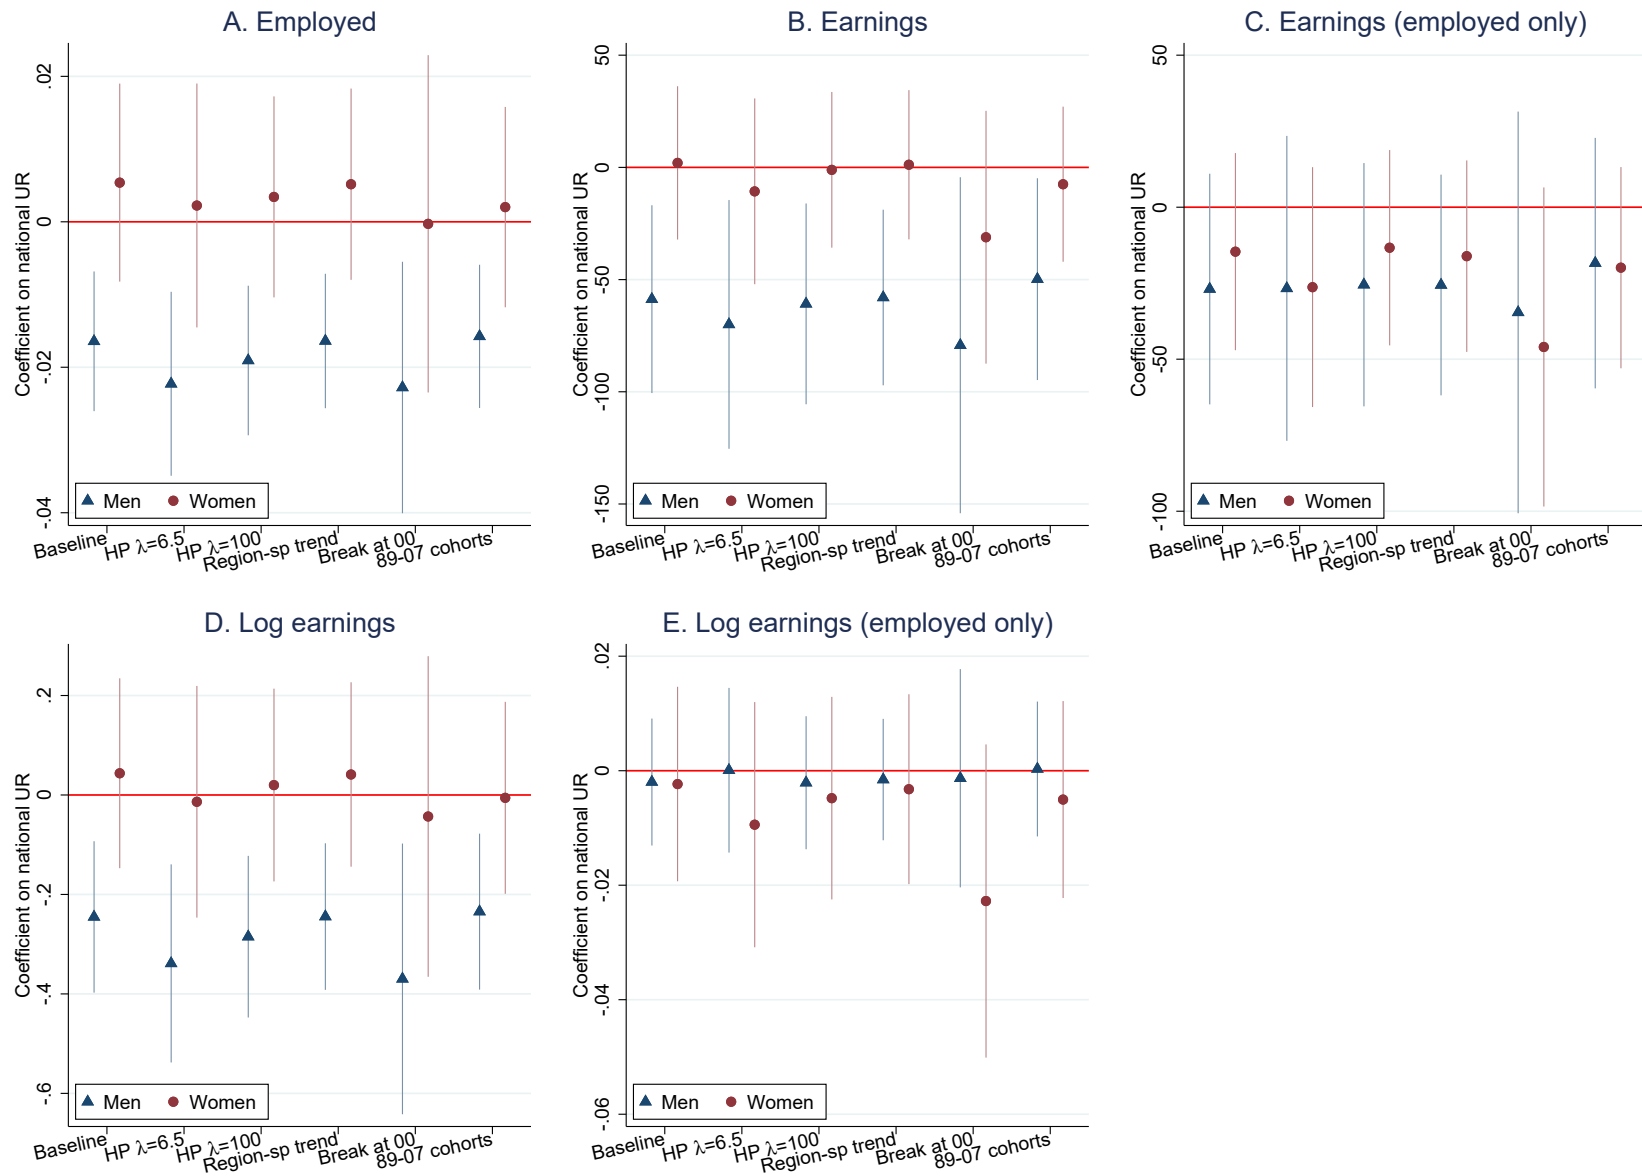 A. Employed
Coefficient on national UR
.02
0
-.02
-.04
Men
Women
Baseline
HP λ=6.5
HP λ=100
Region-sp trend
Break at 00
89-07 cohorts
B. Earnings
Coefficient on national UR
50
0
-50
-100
-150
Men
Women
Baseline
HP λ=6.5
HP λ=100
Region-sp trend
Break at 00
89-07 cohorts
C. Earnings (employed only)
Coefficient on national UR
50
0
-50
-100
Men
Women
Baseline
HP λ=6.5
HP λ=100
Region-sp trend
Break at 00
89-07 cohorts
D. Log earnings
Coefficient on national UR
.2
0
-.2
-.4
-.6
Men
Women
Baseline
HP λ=6.5
HP λ=100
Region-sp trend
Break at 00
89-07 cohorts
E. Log earnings (employed only)
Coefficient on national UR
.02
0
-.02
-.04
-.06
Men
Women
Baseline
HP λ=6.5
HP λ=100
Region-sp trend
Break at 00
89-07 cohorts